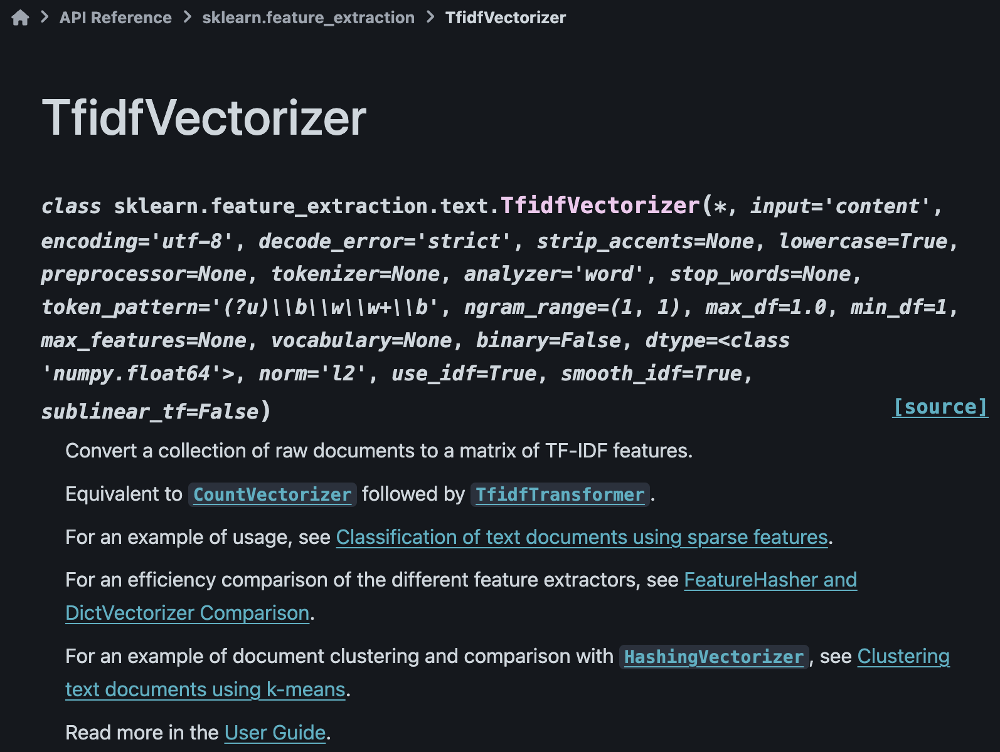 API Reference > sklearn.feature_extraction > TfidfVectorizer
TfidfVectorizer
class sklearn.feature_extraction.text.TfidfVectorizer(*, input='content',
encoding='utf-8', decode_error='strict', strip_accents=None, lowercase=True,
preprocessor=None, tokenizer=None, analyzer='word', stop_words=None,
token_pattern='(?u)\\b\\w\\w+\\b', ngram_range=(1, 1), max_df=1.0, min_df=1,
max_features=None, vocabulary=None, binary=False, dtype=<class
'numpy.float64'>, norm='l2', use_idf=True, smooth_idf=True,
sublinear_tf=False) [source]
Convert a collection of raw documents to a matrix of TF-IDF features.
Equivalent to CountVectorizer followed by TfidfTransformer.
For an example of usage, see Classification of text documents using sparse features.
For an efficiency comparison of the different feature extractors, see FeatureHasher and
DictVectorizer Comparison.
For an example of document clustering and comparison with HashingVectorizer, see Clustering
text documents using k-means.
Read more in the User Guide.